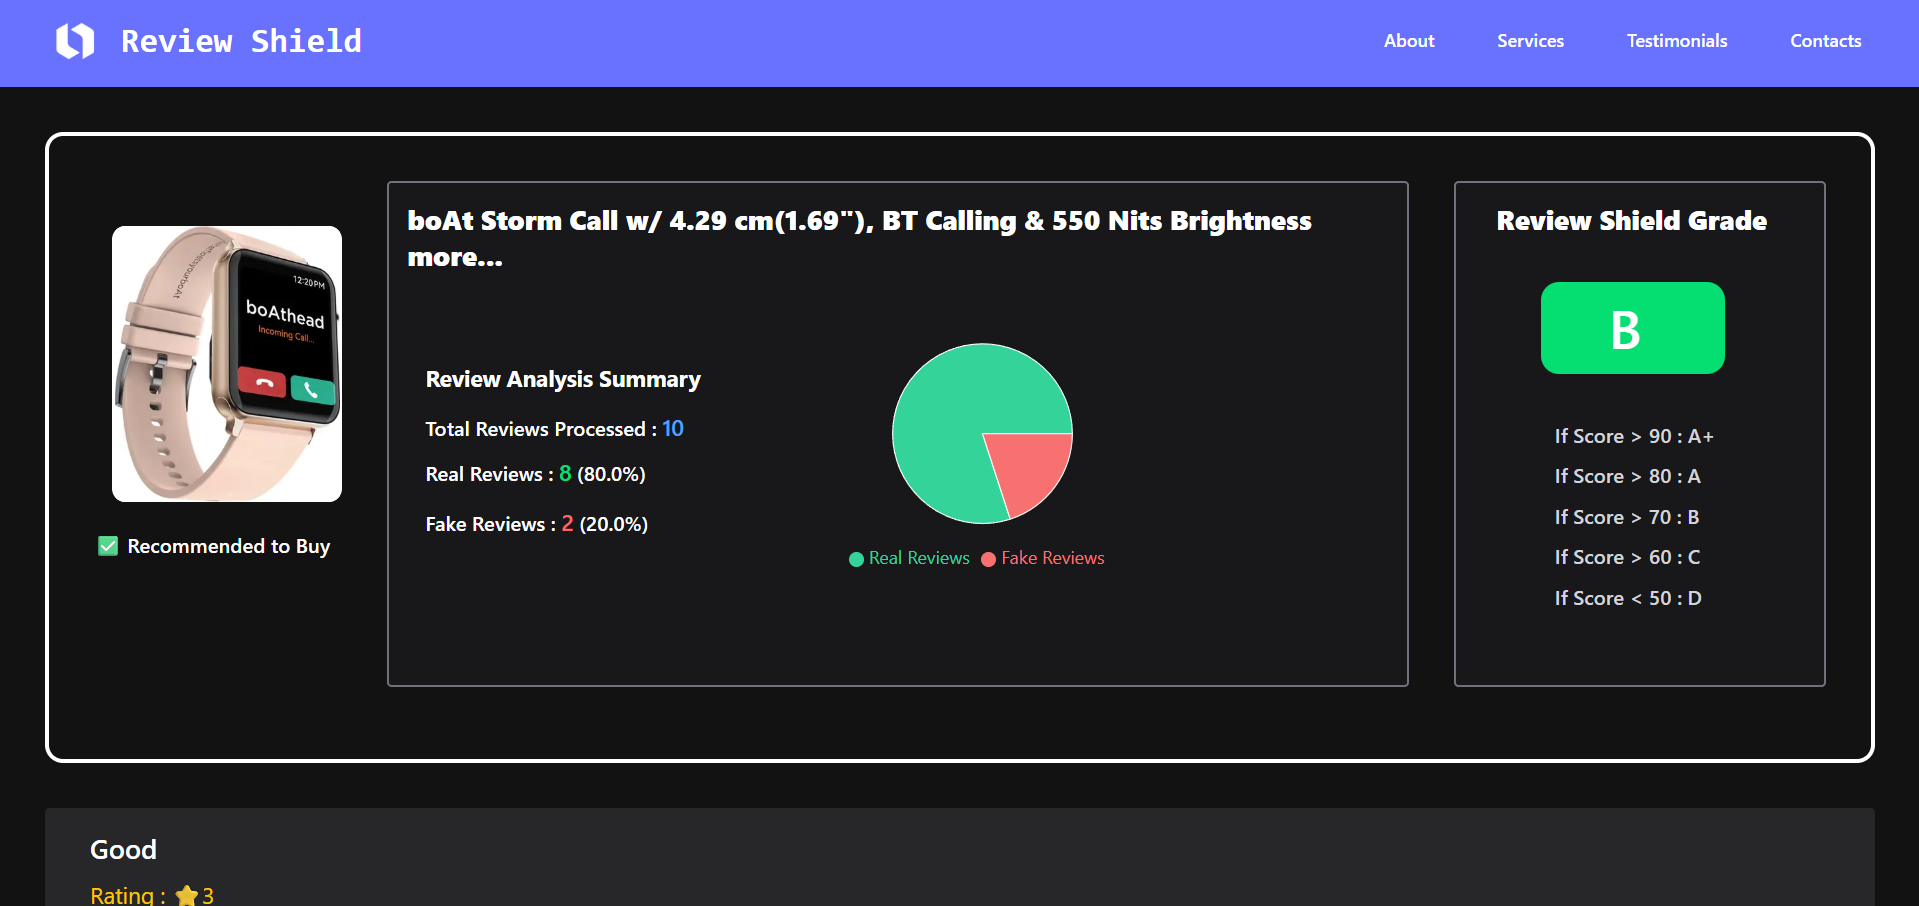 Review Shield
About
Services
Testimonials
Contacts
12:20PM
boAthead
Incoming Call...
✅ Recommended to Buy
boAt Storm Call w/ 4.29 cm(1.69"), BT Calling & 550 Nits Brightness
more...
Review Analysis Summary
Total Reviews Processed : 10
Real Reviews : 8 (80.0%)
Fake Reviews : 2 (20.0%)
Real Reviews
Fake Reviews
Review Shield Grade
B
If Score > 90 : A+
If Score > 80 : A
If Score > 70 : B
If Score > 60 : C
If Score < 50 : D
Good
Rating : ⭐3